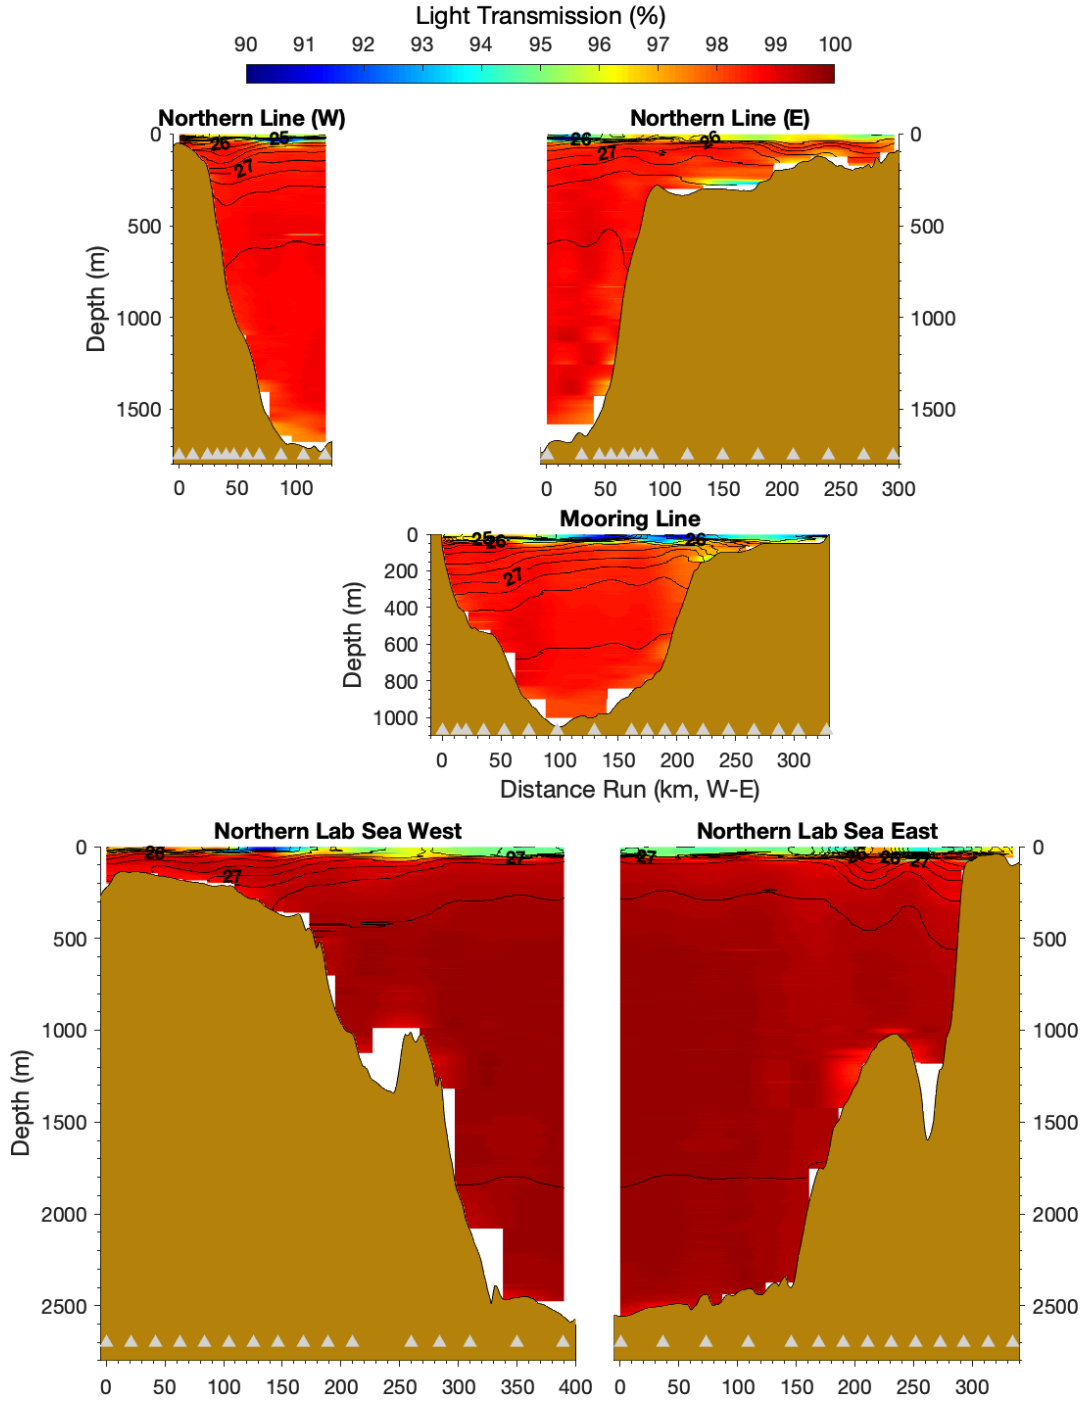 Light Transmission (%)
90 91 92 93 94 95 96 97 98 99 100
Northern Line (W)
Northern Line (E)
0
500
1000
1500
Depth (m)
26 25
27
0 50 100
26 26
27
0
500
1000
1500
0 50 100 150 200 250 300
Mooring Line
0
200
400
600
800
1000
Depth (m)
25 26 26
27
0 50 100 150 200 250 300
Distance Run (km, W-E)
Northern Lab Sea West
Northern Lab Sea East
0
500
1000
1500
2000
2500
Depth (m)
26 27
27
0 50 100 150 200 250 300 350 400
27 26 27
0
500
1000
1500
2000
2500
0 50 100 150 200 250 300